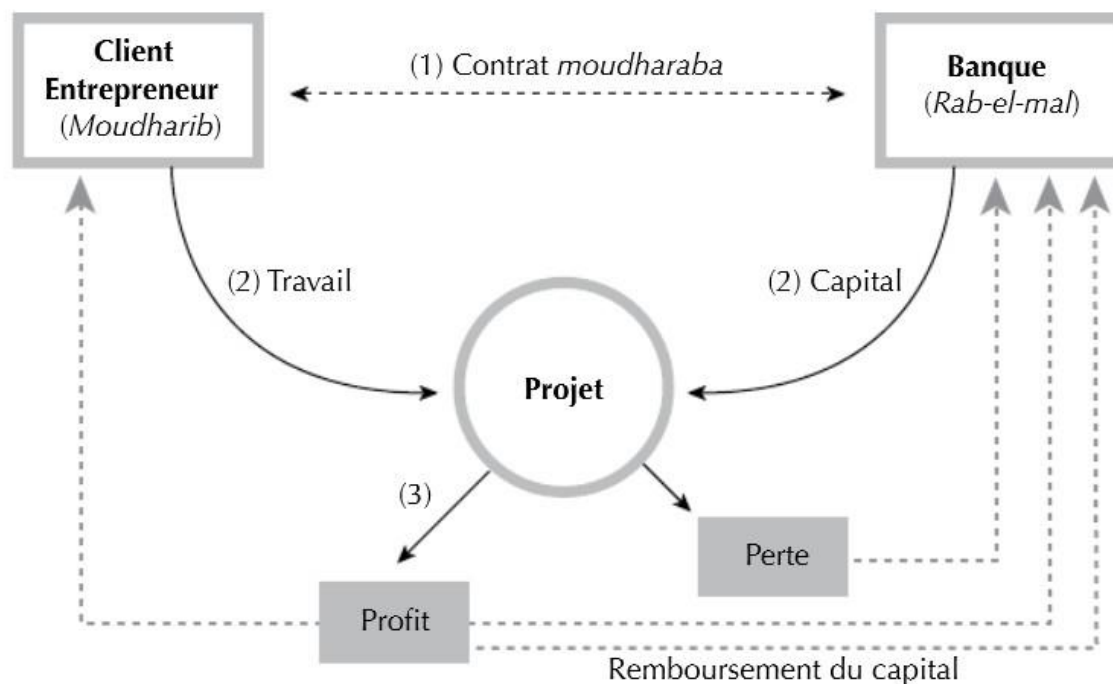 Client
Entrepreneur
(Moudharib)
(1) Contrat moudharaba
Banque
(Rab-el-mal)
(2) Travail
(2) Capital
Projet
(3)
Perte
Profit
Remboursement du capital